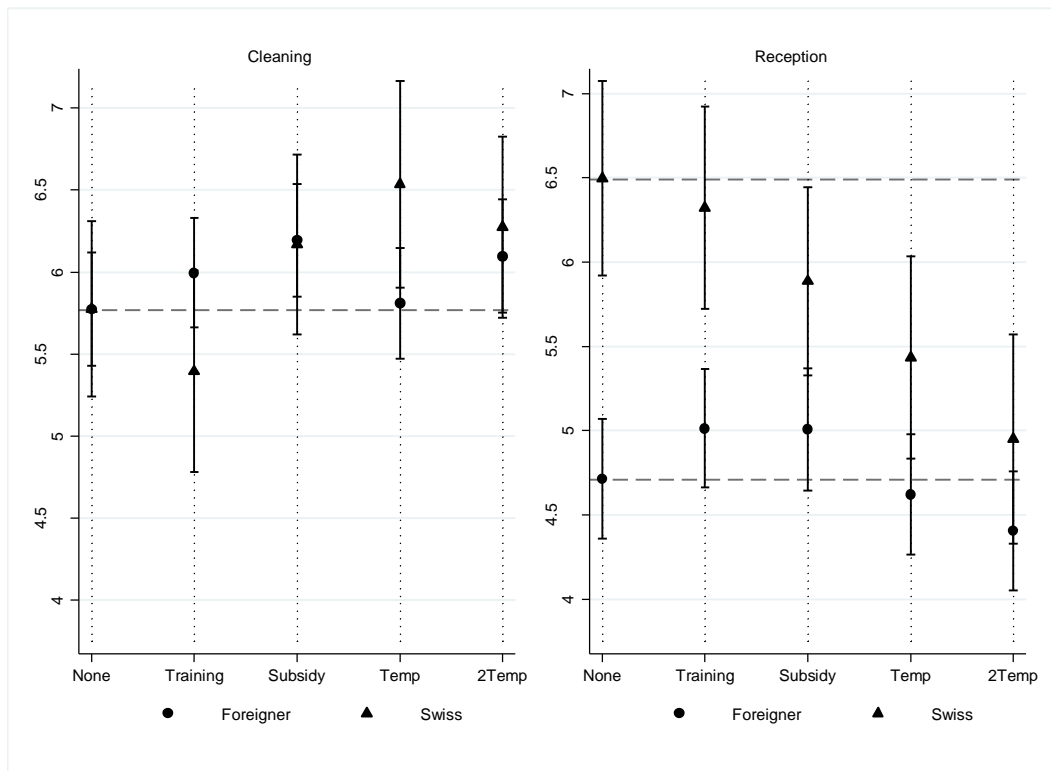 Cleaning
7
6.5
6
5.5
5
4.5
4
None Training Subsidy Temp 2Temp
Foreigner Swiss
Reception
7
6.5
6
5.5
5
4.5
4
None Training Subsidy Temp 2Temp
Foreigner Swiss